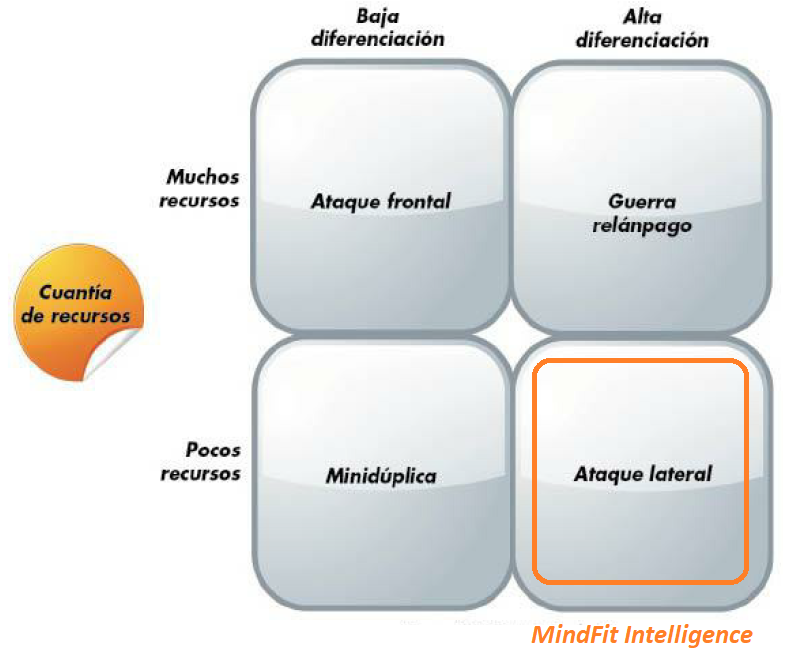 Baja
diferenciación
Alta
diferenciación
Muchos
recursos
Ataque frontal
Guerra
relánpago
Cuantía
de recursos
Pocos
recursos
Minidúplica
Ataque lateral
MindFit Intelligence